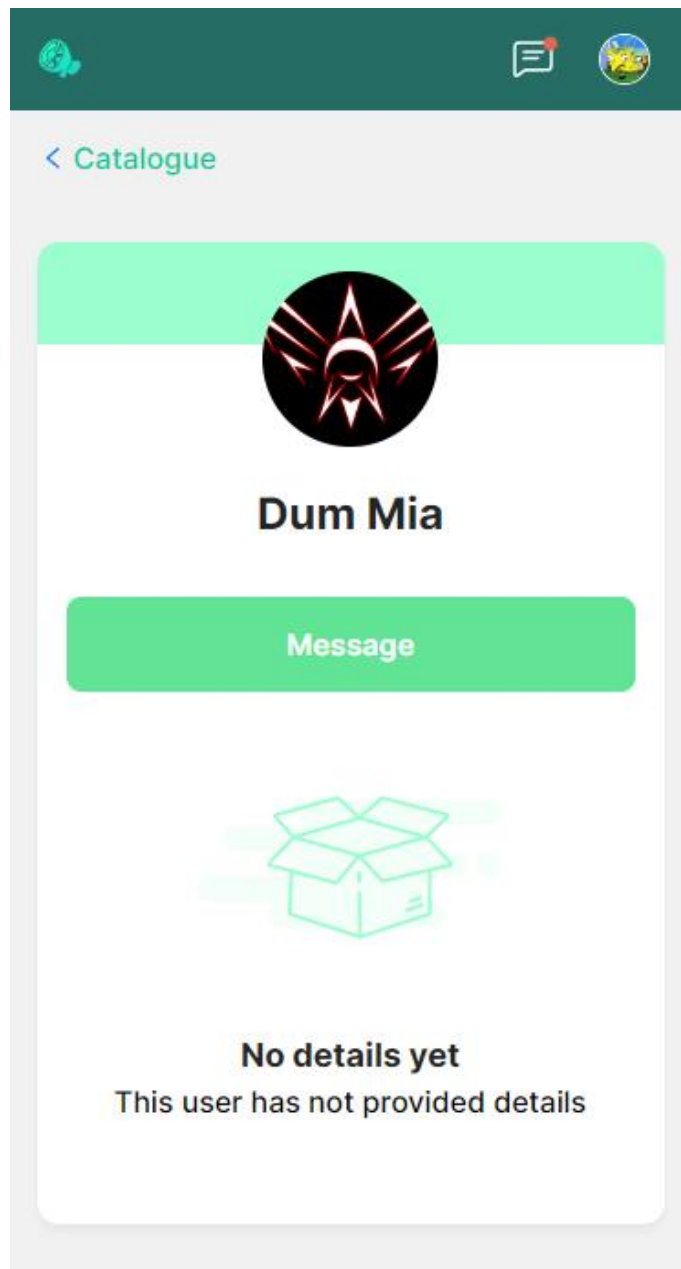 Catalogue
Dum Mia
Message
No details yet
This user has not provided details